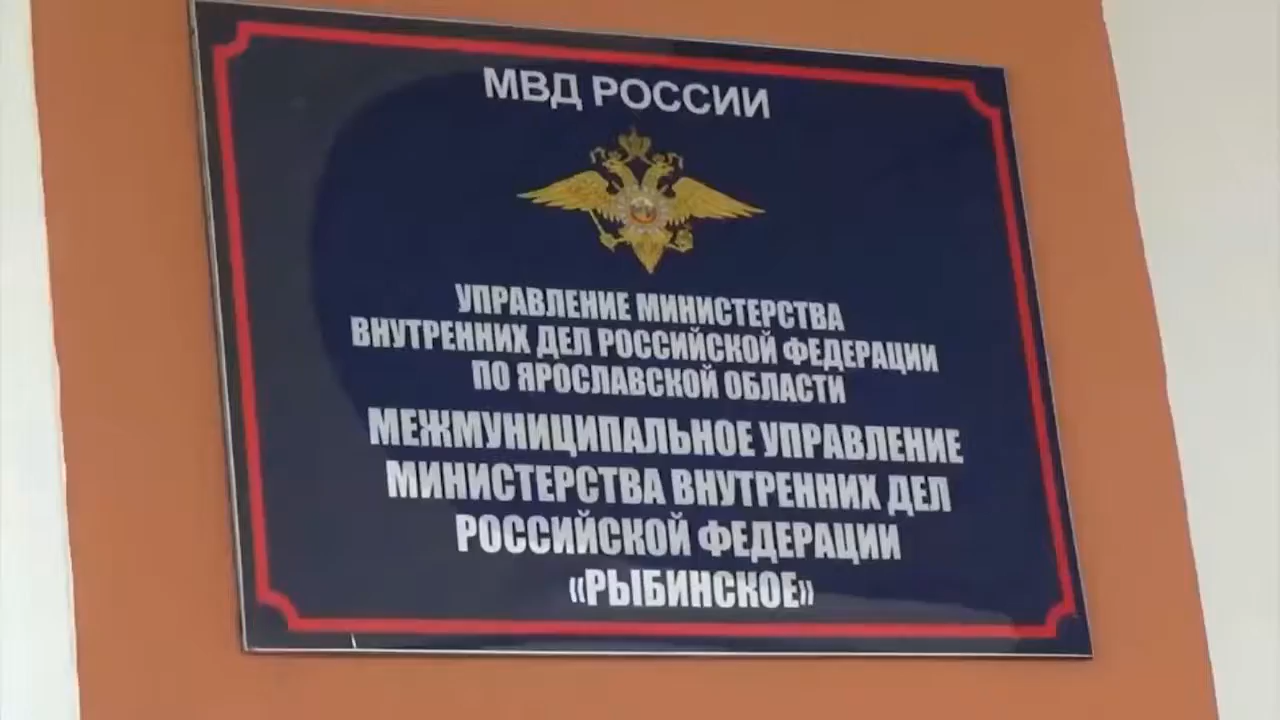 МВД РОССИИ
УПРАВЛЕНИЕ МИНИСТЕРСТВА
ВНУТРЕННИХ ДЕЛ РОССИЙСКОЙ ФЕДЕРАЦИИ
ПО ЯРОСЛАВСКОЙ ОБЛАСТИ
МЕЖМУНИЦИПАЛЬНОЕ УПРАВЛЕНИЕ
МИНИСТЕРСТВА ВНУТРЕННИХ ДЕЛ
РОССИЙСКОЙ ФЕДЕРАЦИИ
«РЫБИНСКОЕ»